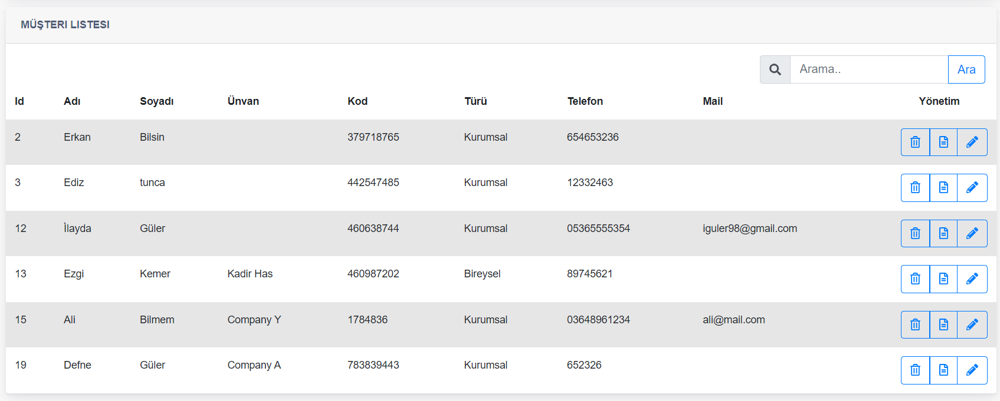 MÜŞTERI LISTESI
Arama.. Ara
Id Adı Soyadı Ünvan Kod Türü Telefon Mail Yönetim
2 Erkan Bilsin 379718765 Kurumsal 654653236
3 Ediz tunca 442547485 Kurumsal 12332463
12 İlayda Güler 460638744 Kurumsal 05365555354 iguler98@gmail.com
13 Ezgi Kemer Kadir Has 460987202 Bireysel 89745621
15 Ali Bilmem Company Y 1784836 Kurumsal 03648961234 ali@mail.com
19 Defne Güler Company A 783839443 Kurumsal 652326